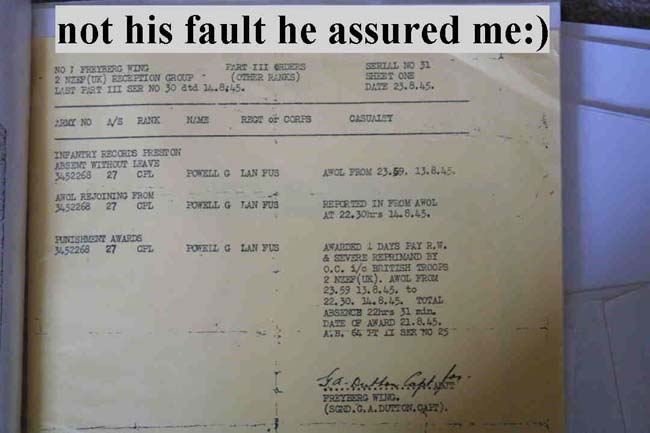 not his fault he assured me:)
NO 1 FREYBERG WING PART III ORDERS SERIAL NO 31
2 NZEF(UK) RECEPTION GROUP (OTHER RANKS) SHEET ONE
LAST PART III SER NO 30 dtd 14.8.45. DATE 23.8.45.
ARMY NO A/S RANK NAME REGT or CORPS CASUALTY
INFANTRY RECORDS PRESTON
ABSENT WITHOUT LEAVE
3452268 27 CPL POWELL G LAN FUS AWOL FROM 23.59. 13.8.45.
AWOL REJOINING FROM
3452268 27 CPL POWELL G LAN FUS REPORTED IN FROM AWOL
AT 22.30hrs 14.8.45.
PUNISHMENT AWARDS
3452268 27 CPL POWELL G LAN FUS AWARDED 1 DAYS PAY R.W.
& SEVERE REPRIMAND BY
O.C. i/c BRITISH TROOPS
2 NZEF(UK). AWOL FROM
23.59 13.8.45. to
22.30. 14.8.45. TOTAL
ABSENCE 22hrs 31 min.
DATE OF AWARD 21.8.45.
A.B. 64 PT II SER NO 25
G.A. Dutton Capt for
ADJT
FREYBERG WING.
(SGND.G.A.DUTTON.CAPT).